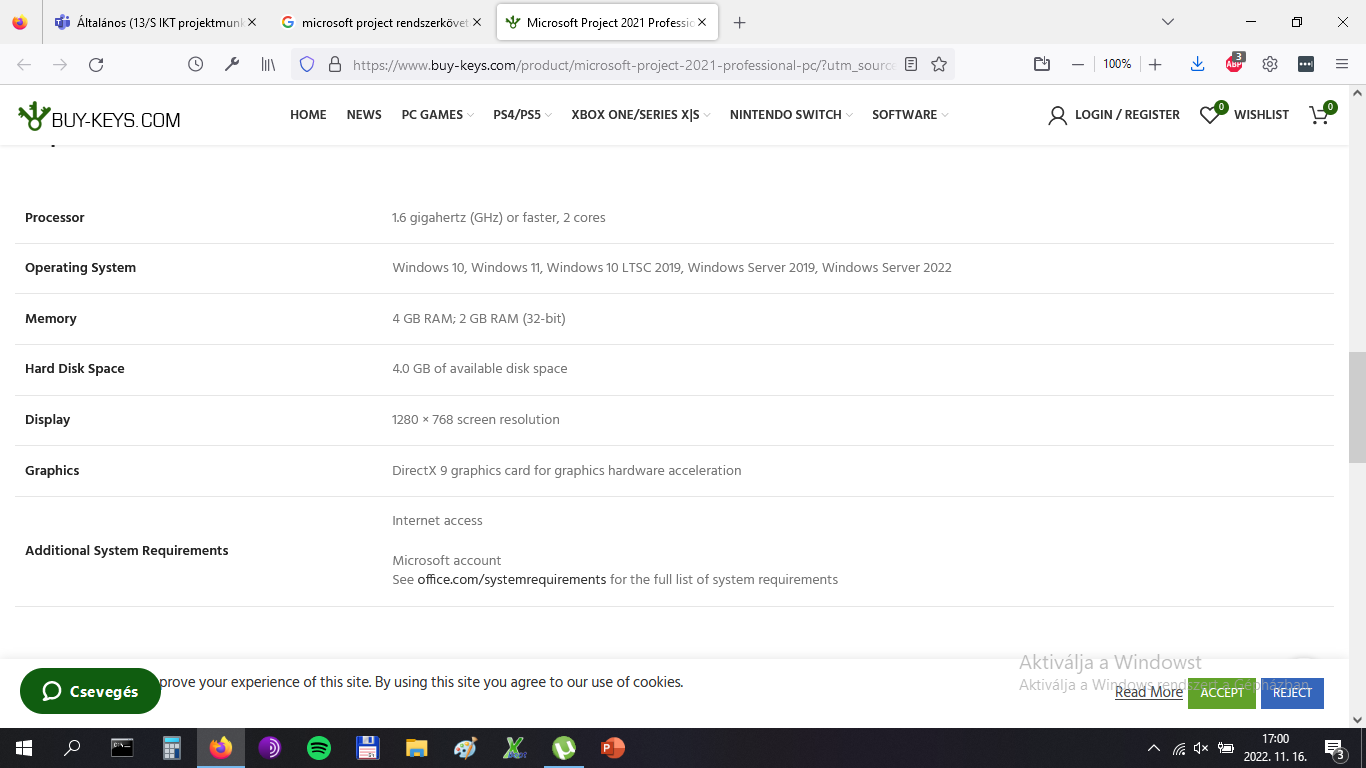 Általános (13/S IKT projektmunk
microsoft project rendszerkövet
Microsoft Project 2021 Professio
https://www.buy-keys.com/product/microsoft-project-2021-professional-pc/?utm_source
100%
3
ABP
BUY-KEYS.COM
HOME
NEWS
PC GAMES
PS4/PS5
XBOX ONE/SERIES X|S
NINTENDO SWITCH
SOFTWARE
LOGIN / REGISTER
0
WISHLIST
0
Processor
1.6 gigahertz (GHz) or faster, 2 cores
Operating System
Windows 10, Windows 11, Windows 10 LTSC 2019, Windows Server 2019, Windows Server 2022
Memory
4 GB RAM; 2 GB RAM (32-bit)
Hard Disk Space
4.0 GB of available disk space
Display
1280 × 768 screen resolution
Graphics
DirectX 9 graphics card for graphics hardware acceleration
Additional System Requirements
Internet access
Microsoft account
See office.com/systemrequirements for the full list of system requirements
Aktiválja a Windowst
Aktiválja a Windows rendszert a Gépházban.
Csevegés
prove your experience of this site. By using this site you agree to our use of cookies.
Read More
ACCEPT
REJECT
17:00
2022. 11. 16.
3